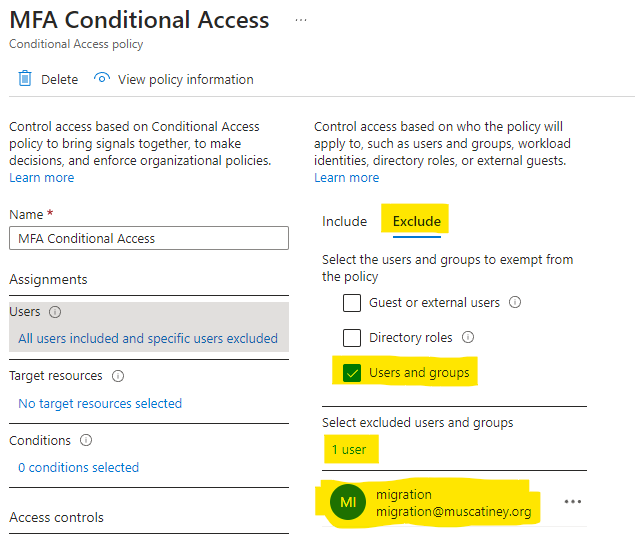 MFA Conditional Access ...
Conditional Access policy
Delete View policy information
Control access based on Conditional Access
policy to bring signals together, to make
decisions, and enforce organizational policies.
Learn more
Name *
MFA Conditional Access
Assignments
Users
All users included and specific users excluded
Target resources
No target resources selected
Conditions
0 conditions selected
Access controls
Control access based on who the policy will
apply to, such as users and groups, workload
identities, directory roles, or external guests.
Learn more
Include Exclude
Select the users and groups to exempt from
the policy
Guest or external users
Directory roles
Users and groups
Select excluded users and groups
1 user
MI
migration
migration@muscatiney.org